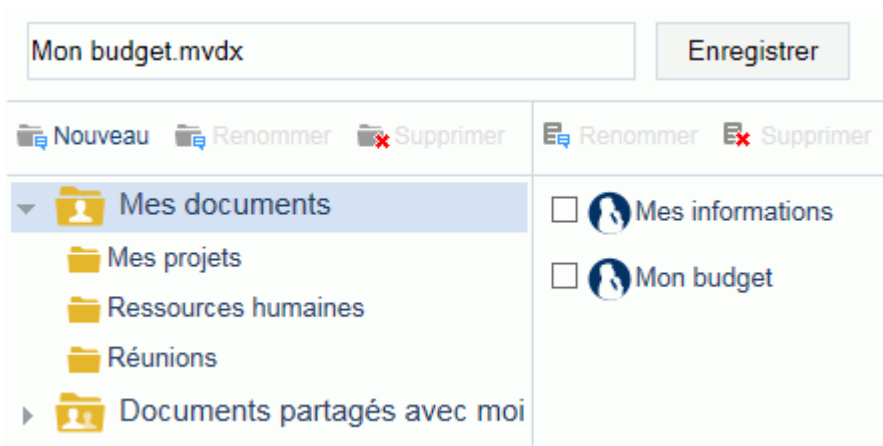 Mon budget.mvdx Enregistrer
Nouveau Renommer Supprimer Renommer Supprimer
Mes documents
Mes projets
Ressources humaines
Réunions
Documents partagés avec moi
Mes informations
Mon budget